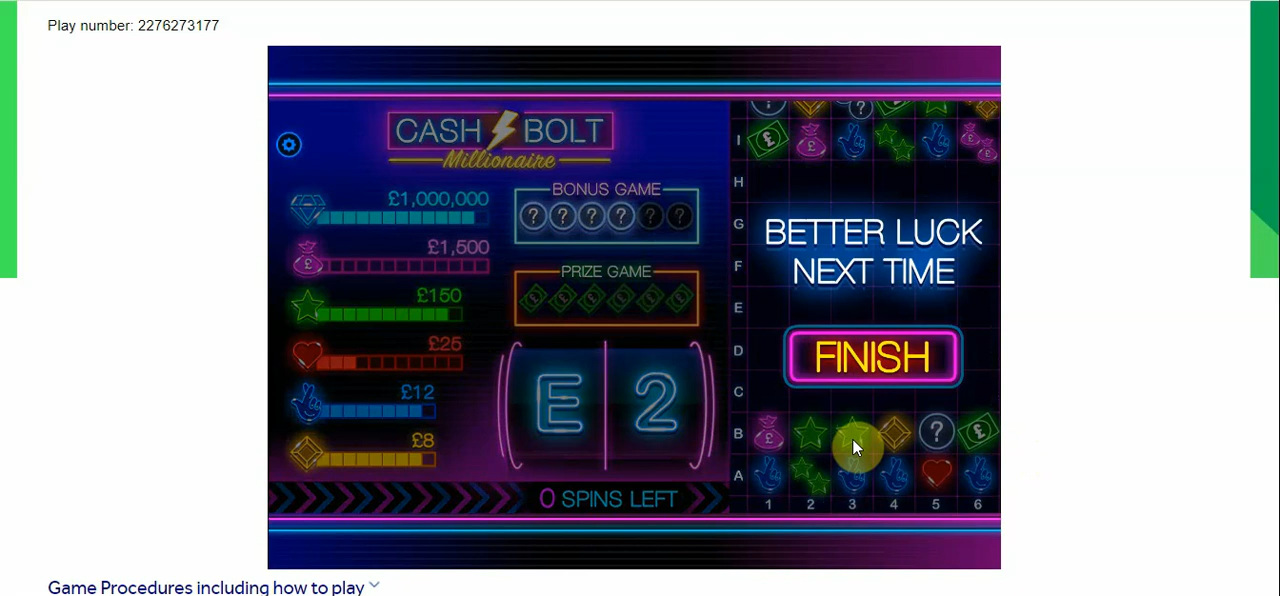 Play number: 2276273177
CASH BOLT
Millionaire
£1,000,000
£1,500
£150
£25
£12
£8
BONUS GAME
? ? ? ? ? ?
PRIZE GAME
£ £ £ £ £ £
E 2
0 SPINS LEFT
I
H
G
F
E
D
C
B
A
1 2 3 4 5 6
BETTER LUCK
NEXT TIME
FINISH
Game Procedures including how to play